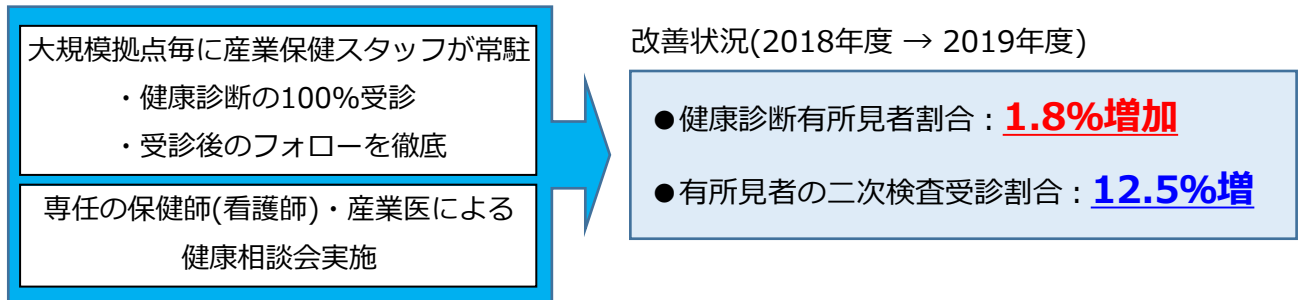 大規模拠点毎に産業保健スタッフが常駐
・健康診断の100%受診
・受診後のフォローを徹底
専任の保健師(看護師)・産業医による
健康相談会実施
改善状況(2018年度 → 2019年度)
●健康診断有所見者割合：1.8%増加
●有所見者の二次検査受診割合：12.5%増